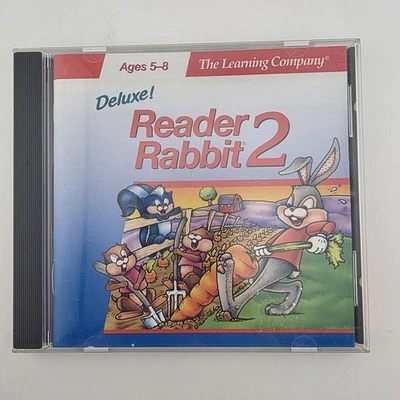 Ages 5–8
The Learning Company®
Deluxe!
Reader
Rabbit® 2